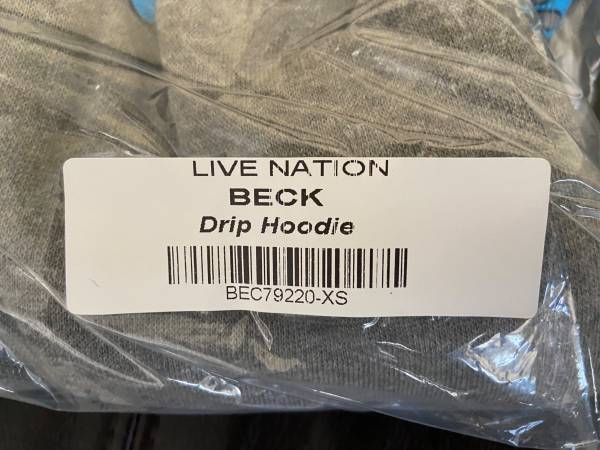 LIVE NATION
BECK
Drip Hoodie
BEC79220-XS